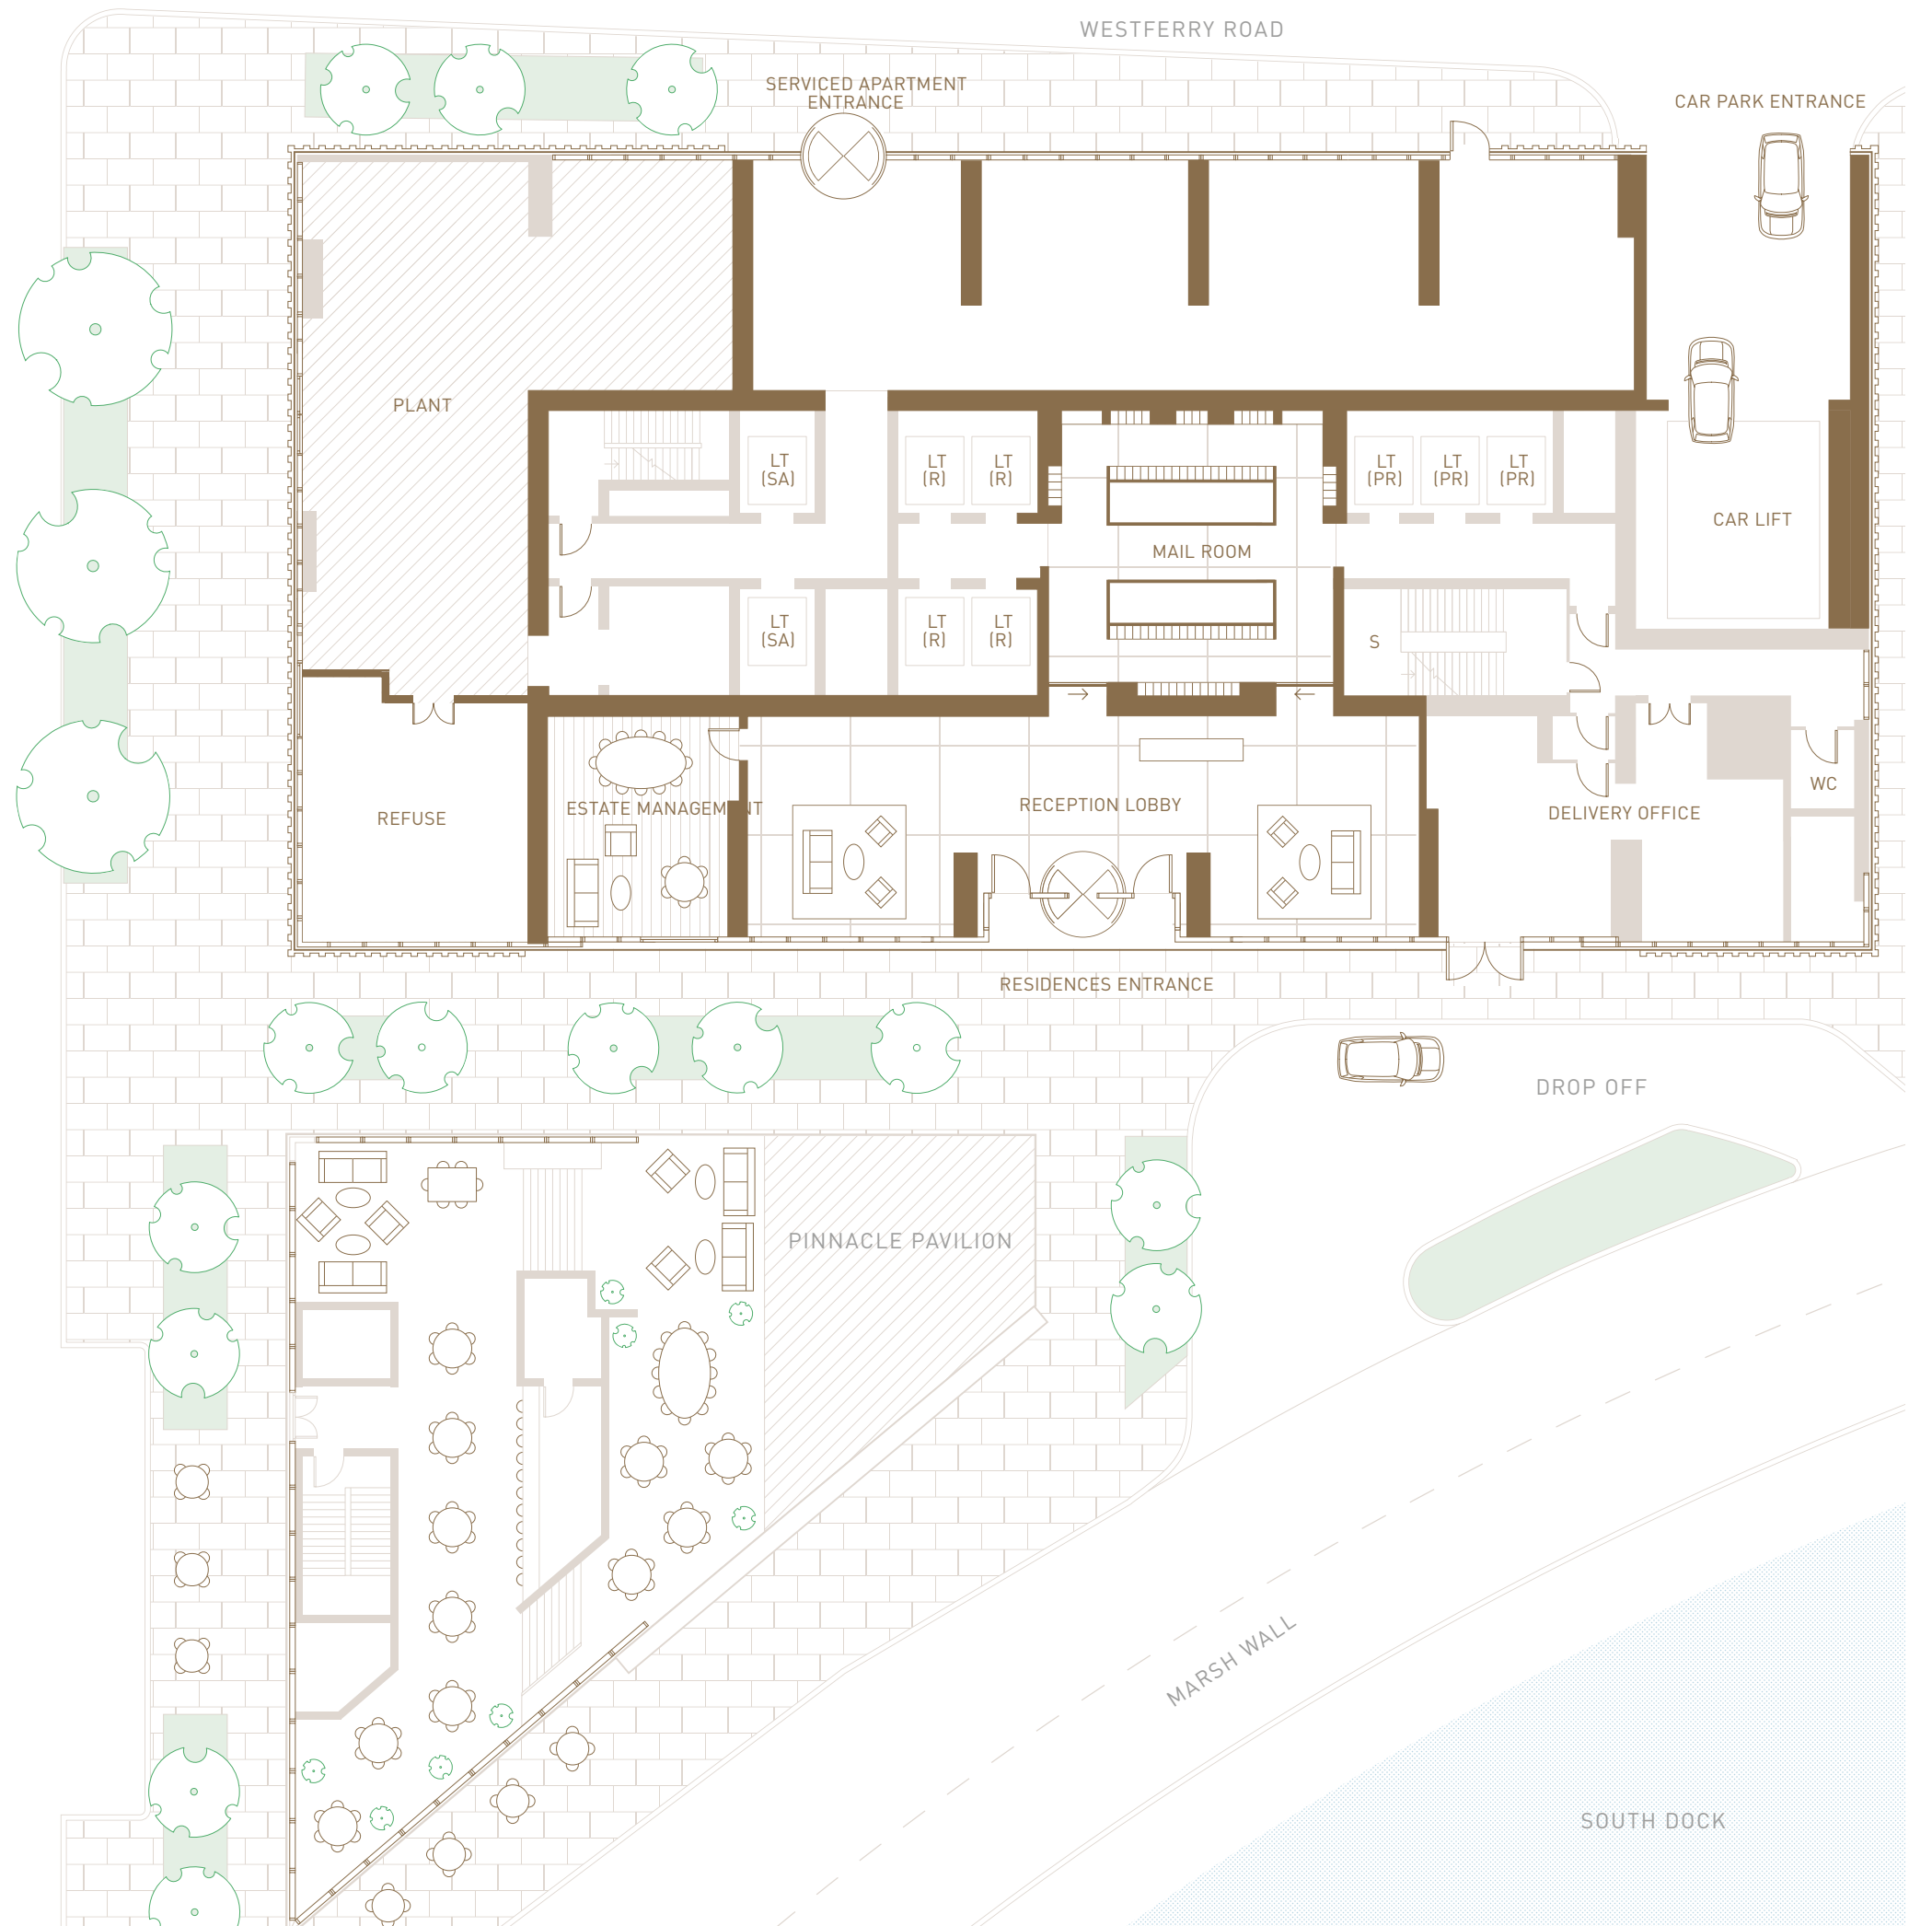 WESTFERRY ROAD
SERVICED APARTMENT
ENTRANCE
CAR PARK ENTRANCE
PLANT
LT
(SA)
LT
(R)
LT
(R)
LT
(PR)
LT
(PR)
LT
(PR)
CAR LIFT
MAIL ROOM
LT
(SA)
LT
(R)
LT
(R)
S
WC
REFUSE
ESTATE MANAGEMENT
RECEPTION LOBBY
DELIVERY OFFICE
RESIDENCES ENTRANCE
DROP OFF
PINNACLE PAVILION
MARSH WALL
SOUTH DOCK